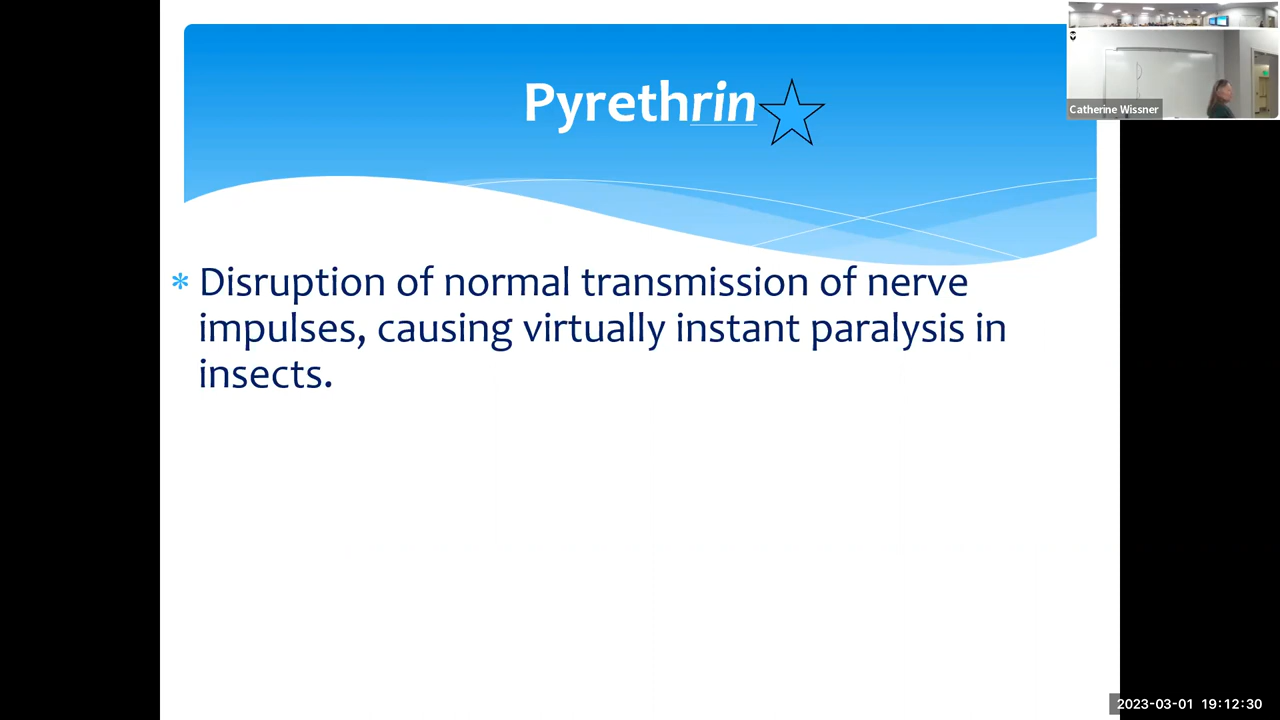 Pyrethrin
Catherine Wissner
Disruption of normal transmission of nerve
impulses, causing virtually instant paralysis in
insects.
2023-03-01 19:12:30